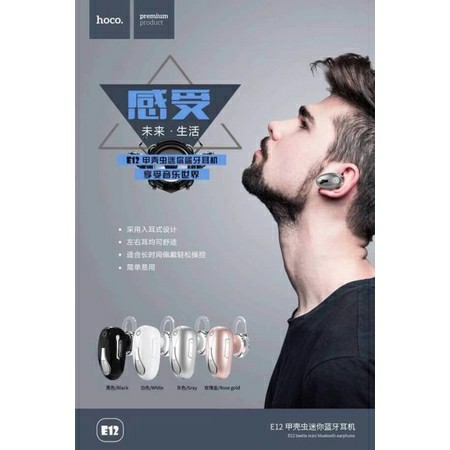 hoco.
premium
product
感受
未来·生活
E12 甲壳虫迷你蓝牙耳机
享受音乐世界
采用入耳式设计
左右耳均可舒适
适合长时间佩戴轻松操控
简单易用
黑色/Black
白色/White
灰色/Gray
玫瑰金/Rose gold
E12
E12 甲壳虫迷你蓝牙耳机
E12 beetle mini bluetooth earphone